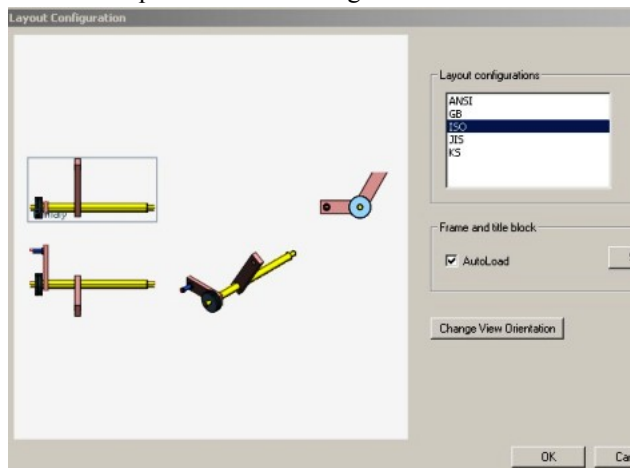 Layout Configuration
Layout configurations
ANSI
GB
ISO
JIS
KS
Frame and title block
AutoLoad
Change View Orientation
OK